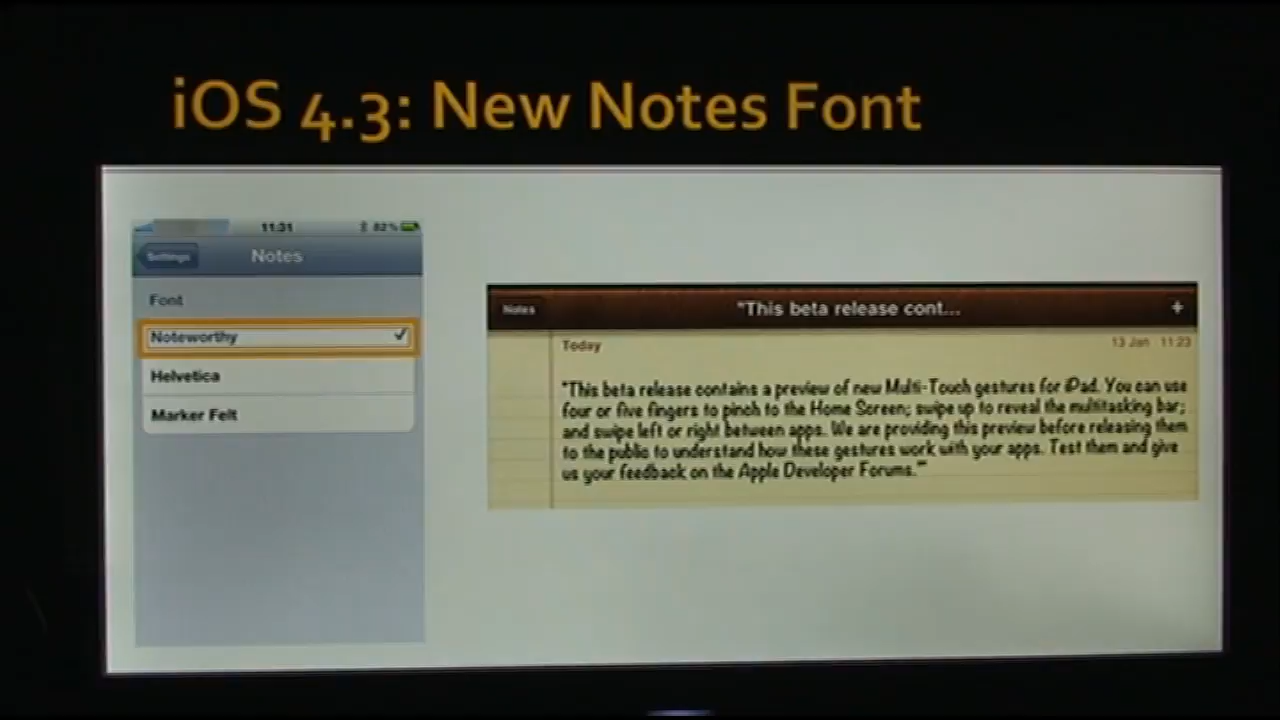 iOS 4.3: New Notes Font
11:31
82%
Settings
Notes
Font
Noteworthy
Helvetica
Marker Felt
Notes
"This beta release cont...
+
Today
13 Jan 11:23
"This beta release contains a preview of new Multi-Touch gestures for iPad. You can use
four or five fingers to pinch to the Home Screen; swipe up to reveal the multitasking bar;
and swipe left or right between apps. We are providing this preview before releasing them
to the public to understand how these gestures work with your apps. Test them and give
us your feedback on the Apple Developer Forums.""